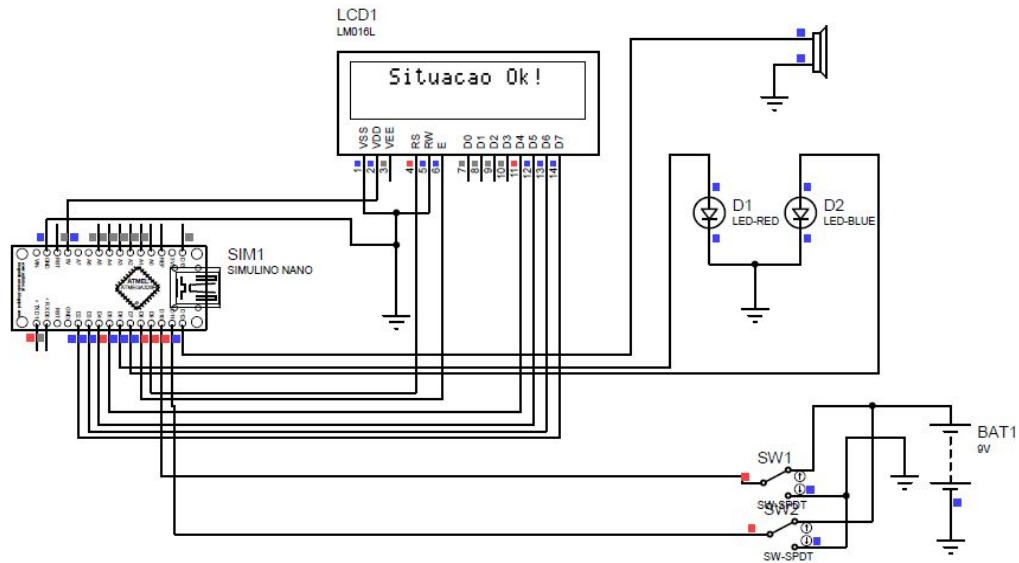 LCD1
LM016L
Situacao Ok!
VSS
VDD
VEE
RS
RW
E
D0
D1
D2
D3
D4
D5
D6
D7
1
2
3
4
5
6
7
8
9
10
11
12
13
14
D1
LED-RED
D2
LED-BLUE
SIM1
SIMULINO NANO
ATMEL
BAT1
9V
SW1
SW-SPDT
SW2
SW-SPDT